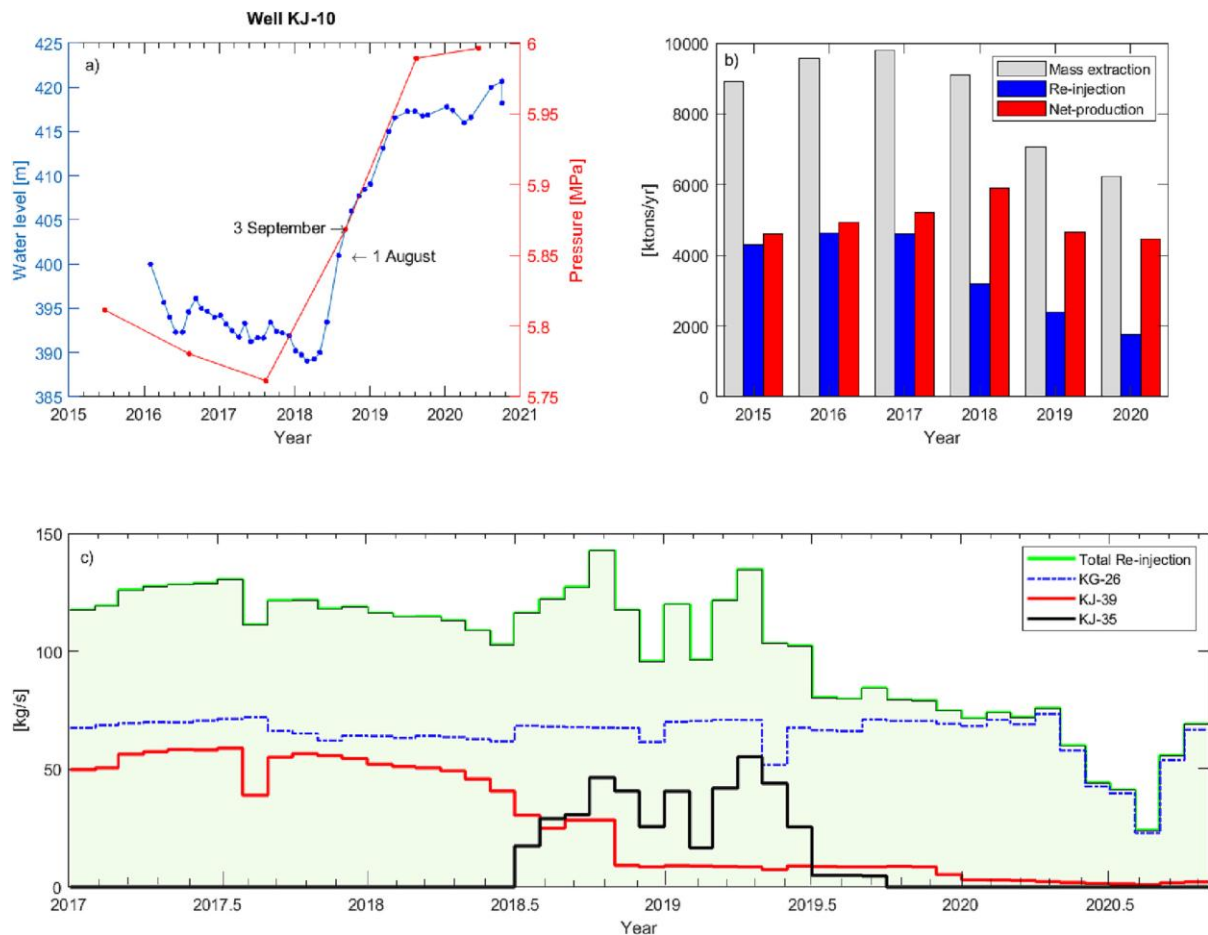 Well KJ-10
a)
425
420
415
410
405
400
395
390
385
Water level [m]
3 September →
← 1 August
6
5.95
5.9
5.85
5.8
5.75
Pressure [MPa]
2015 2016 2017 2018 2019 2020 2021
Year
b)
10000
8000
6000
4000
2000
0
[ktons/yr]
Mass extraction
Re-injection
Net-production
2015 2016 2017 2018 2019 2020
Year
c)
150
100
50
0
[kg/s]
Total Re-injection
KG-26
KJ-39
KJ-35
2017 2017.5 2018 2018.5 2019 2019.5 2020 2020.5
Year